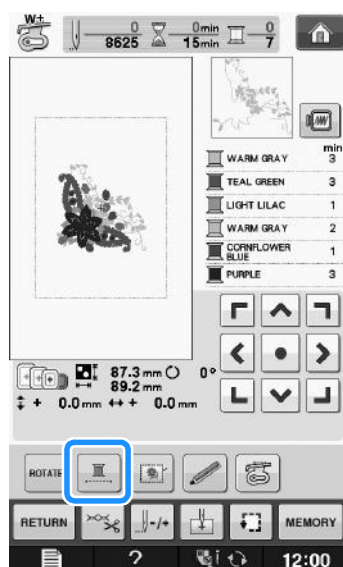 W+
0
8625
0min
15min
0
7
min
WARM GRAY 3
TEAL GREEN 3
LIGHT LILAC 1
WARM GRAY 2
CORNFLOWER BLUE 1
PURPLE 3
87.3 mm 0°
89.2 mm
+ 0.0 mm + 0.0 mm
ROTATE
RETURN -/+ MEMORY
? i 12:00